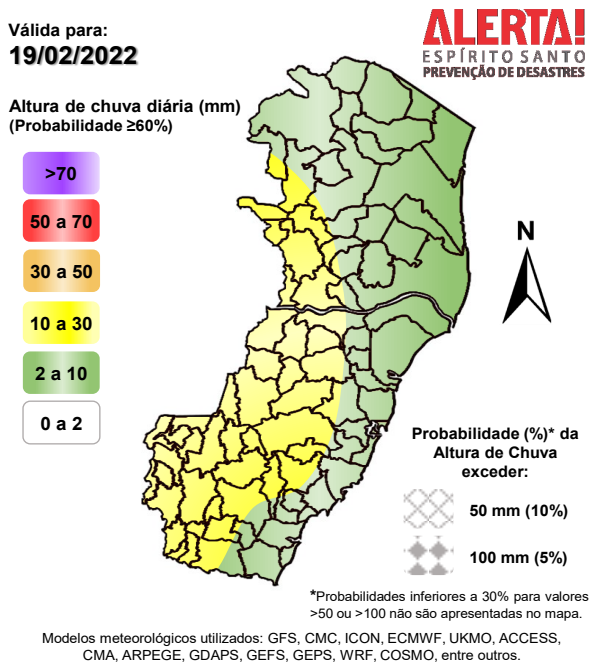 Válida para:
19/02/2022
ALERTA!
ESPÍRITO SANTO
PREVENÇÃO DE DESASTRES
Altura de chuva diária (mm)
(Probabilidade ≥60%)
>70
50 a 70
30 a 50
10 a 30
2 a 10
0 a 2
N
Probabilidade (%)* da
Altura de Chuva
exceder:
50 mm (10%)
100 mm (5%)
*Probabilidades inferiores a 30% para valores
>50 ou >100 não são apresentadas no mapa.
Modelos meteorológicos utilizados: GFS, CMC, ICON, ECMWF, UKMO, ACCESS,
CMA, ARPEGE, GDAPS, GEFS, GEPS, WRF, COSMO, entre outros.